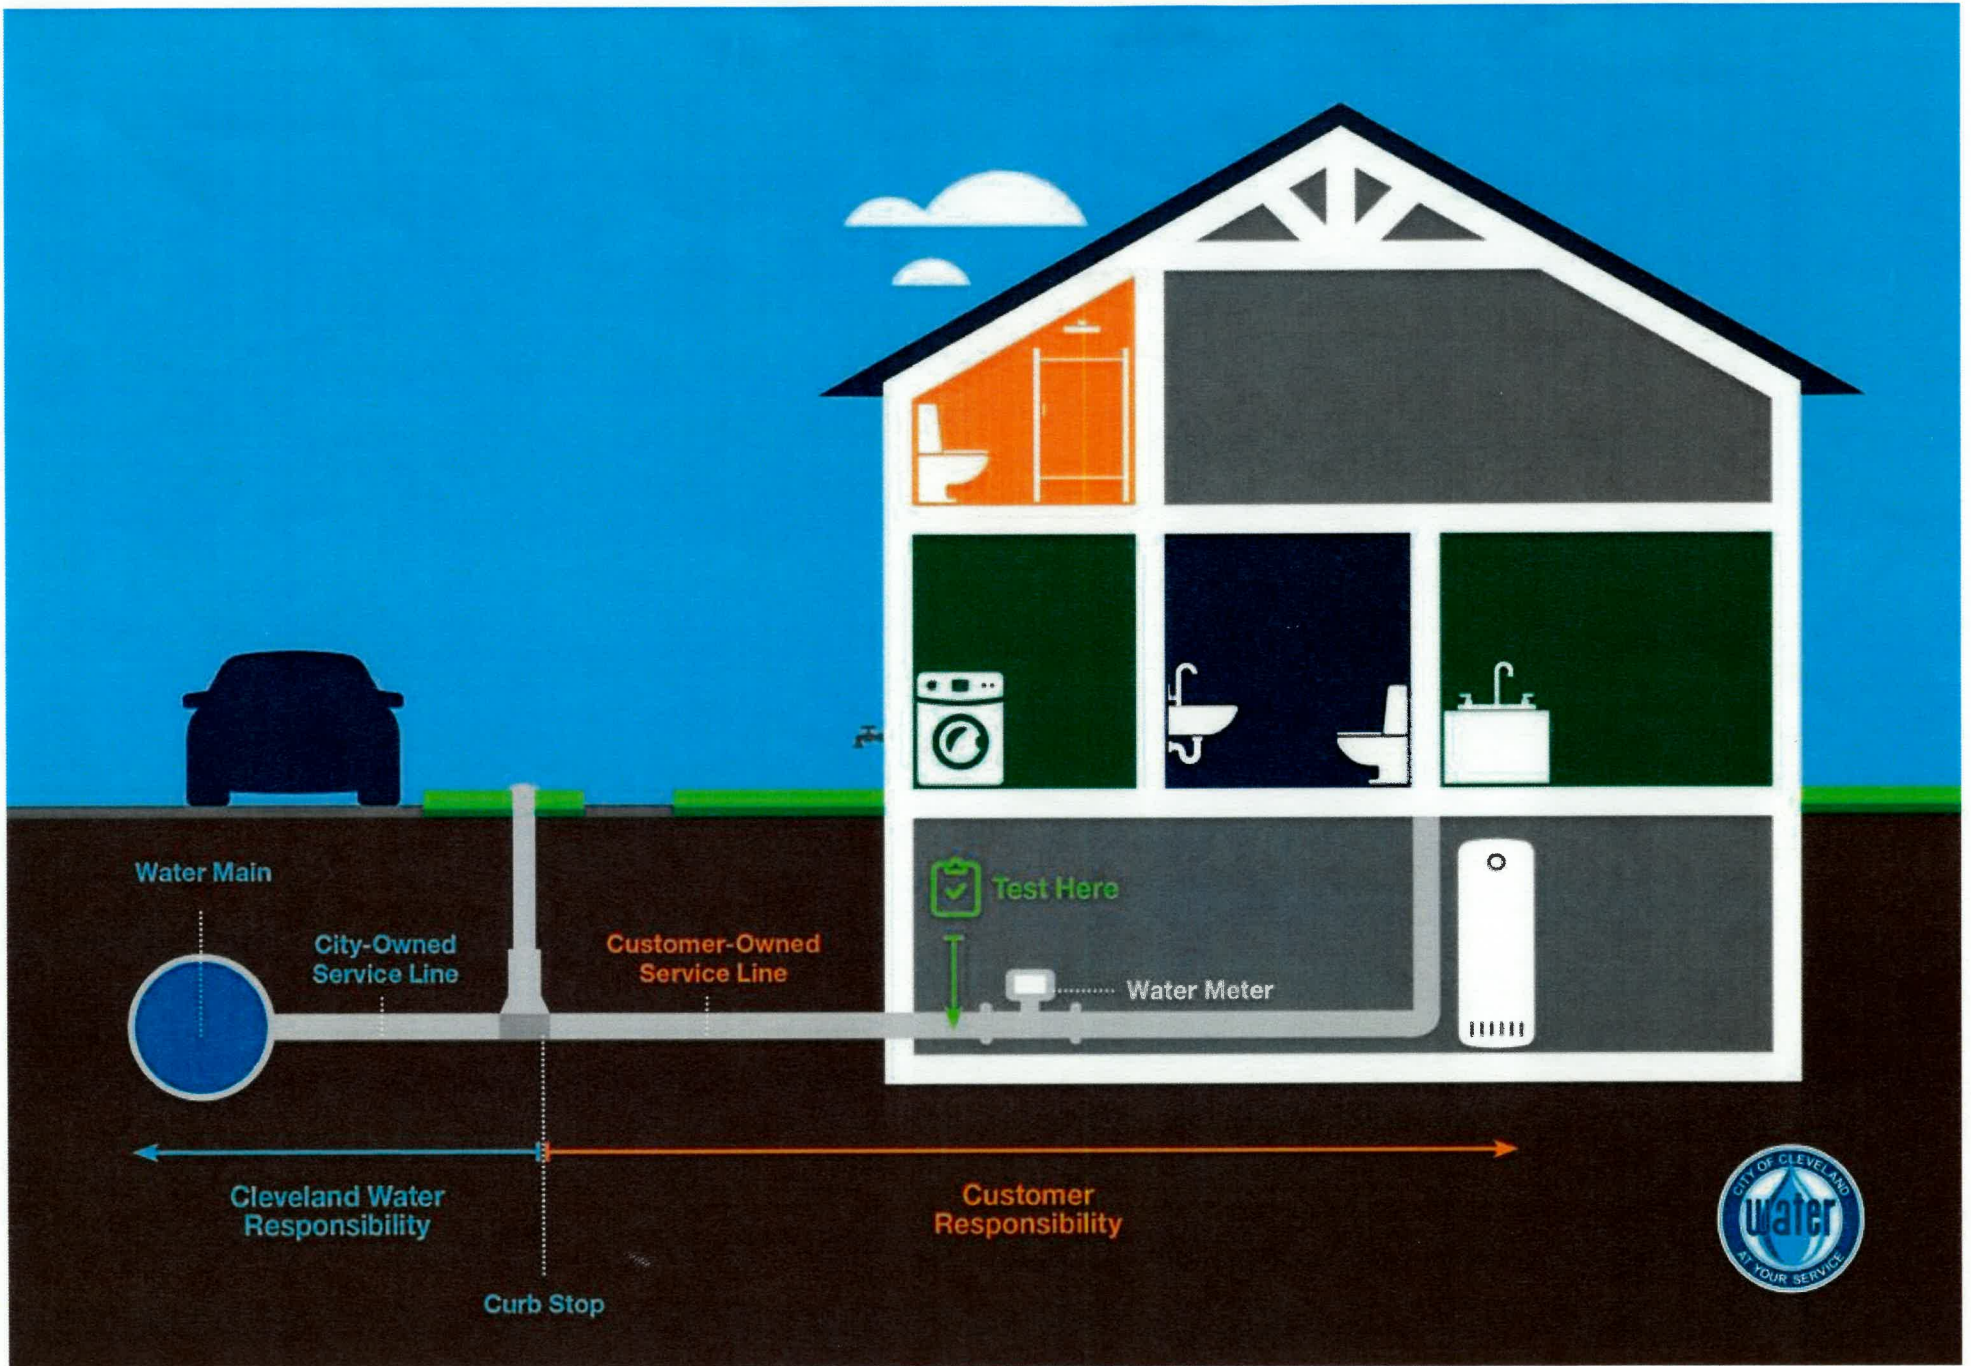 Test Here
Water Main
City-Owned
Service Line
Customer-Owned
Service Line
Water Meter
Cleveland Water
Responsibility
Customer
Responsibility
Curb Stop
CITY OF CLEVELAND
water
AT YOUR SERVICE